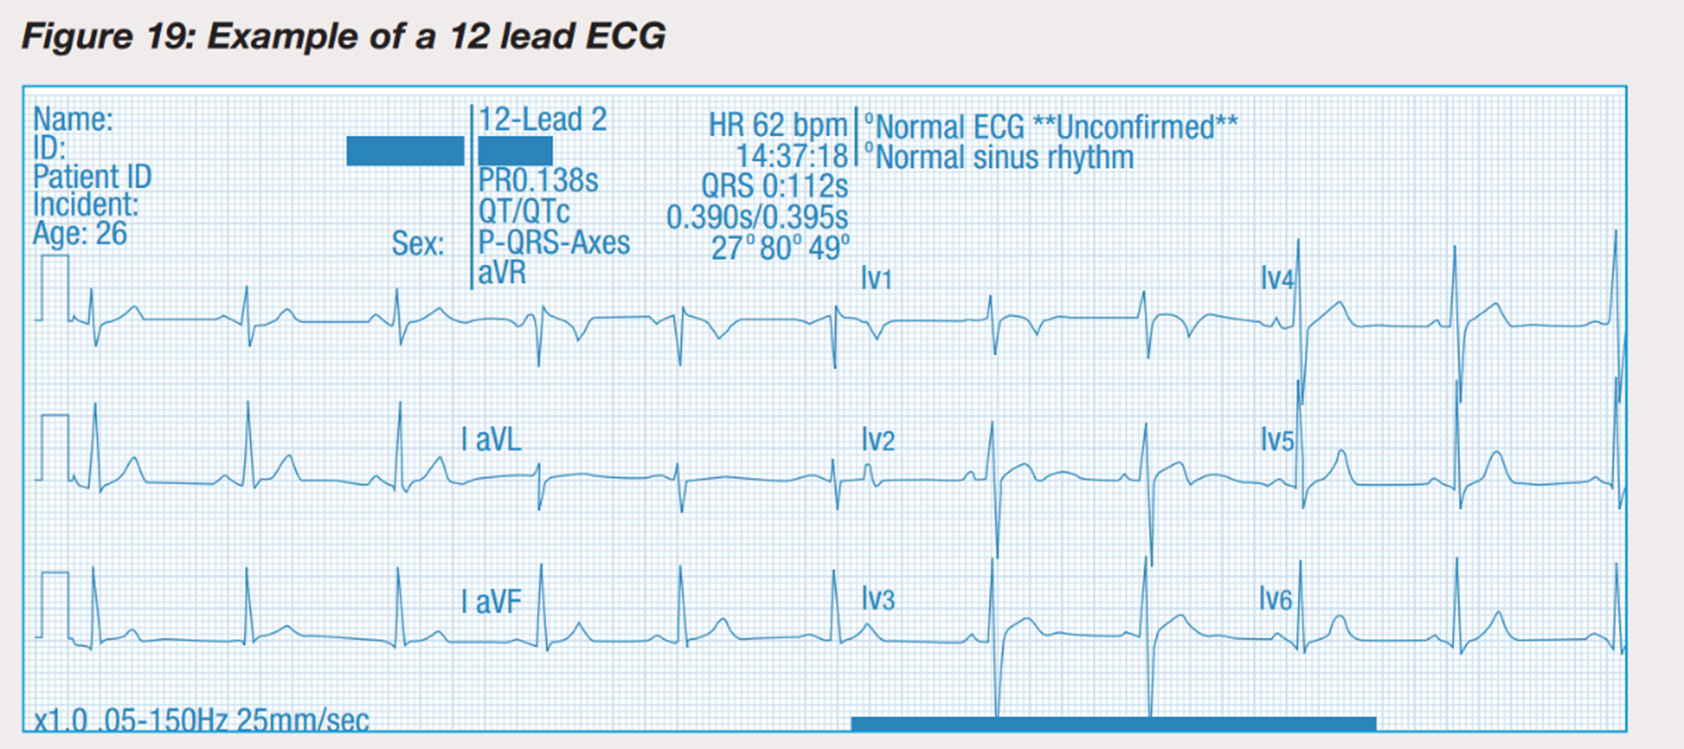 Figure 19: Example of a 12 lead ECG
Name:
ID:
Patient ID
Incident:
Age: 26
Sex:
12-Lead 2
PR0.138s
QT/QTc
P-QRS-Axes
aVR
HR 62 bpm
14:37:18
QRS 0:112s
0.390s/0.395s
27° 80° 49°
°Normal ECG **Unconfirmed**
°Normal sinus rhythm
Iv1
Iv4
I aVL
Iv2
Iv5
I aVF
Iv3
Iv6
x1.0 .05-150Hz 25mm/sec